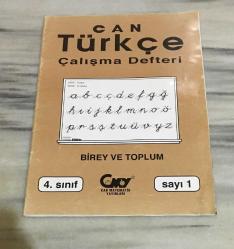 CAN
Türkçe
Çalışma Defteri
a b c ç d e f g ğ
h ı i j k l m n o ö
p r s ş t u ü v y z
BİREY VE TOPLUM
4. sınıf
sayı 1